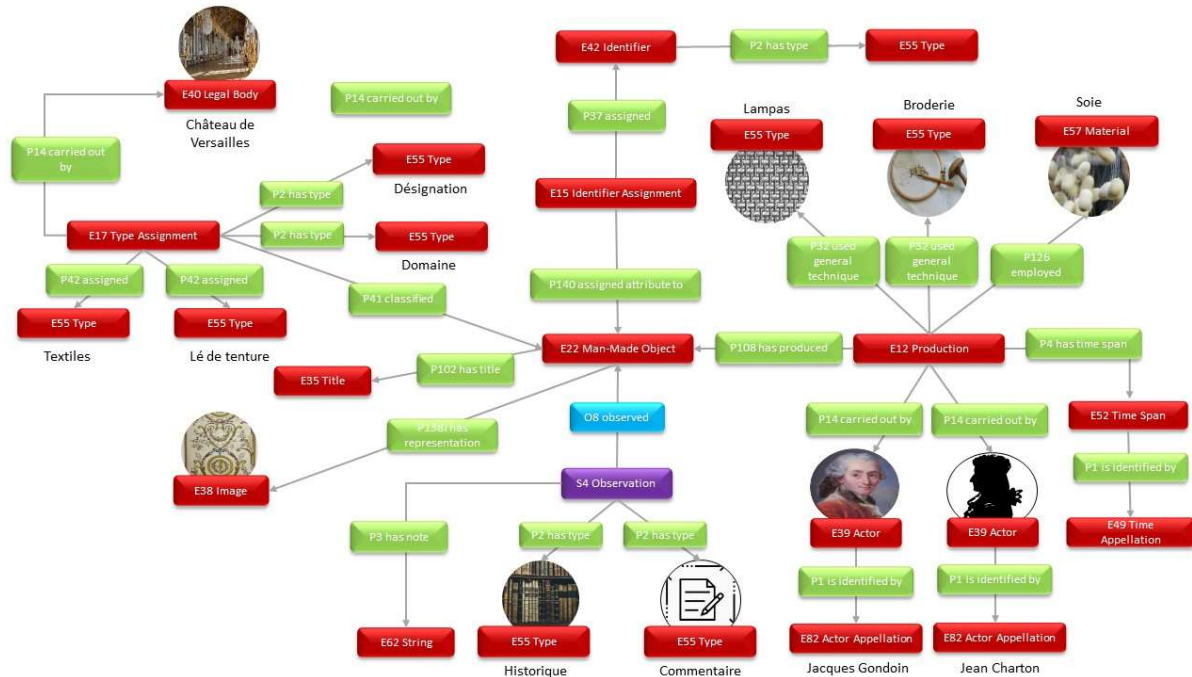 E42 Identifier
P2 has type
E55 Type
E40 Legal Body
Château de
Versailles
P14 carried out by
P37 assigned
Lampas
E55 Type
Broderie
E55 Type
Soie
E57 Material
P14 carried out
by
E55 Type
Désignation
P2 has type
E15 Identifier Assignment
E17 Type Assignment
P2 has type
E55 Type
Domaine
P32 used
general
technique
P32 used
general
technique
P126
employed
P42 assigned
P42 assigned
P41 classified
P140 assigned attribute to
E55 Type
Textiles
E55 Type
Lé de tenture
E22 Man-Made Object
P108 has produced
E12 Production
P4 has time span
E35 Title
P102 has title
O8 observed
P14 carried out by
P14 carried out by
E52 Time Span
P138i has
representation
P1 is identified by
E38 Image
S4 Observation
P3 has note
P2 has type
P2 has type
E39 Actor
E39 Actor
E49 Time
Appellation
P1 is identified by
P1 is identified by
E62 String
E55 Type
Historique
E55 Type
Commentaire
E82 Actor Appellation
Jacques Gondoin
E82 Actor Appellation
Jean Charton